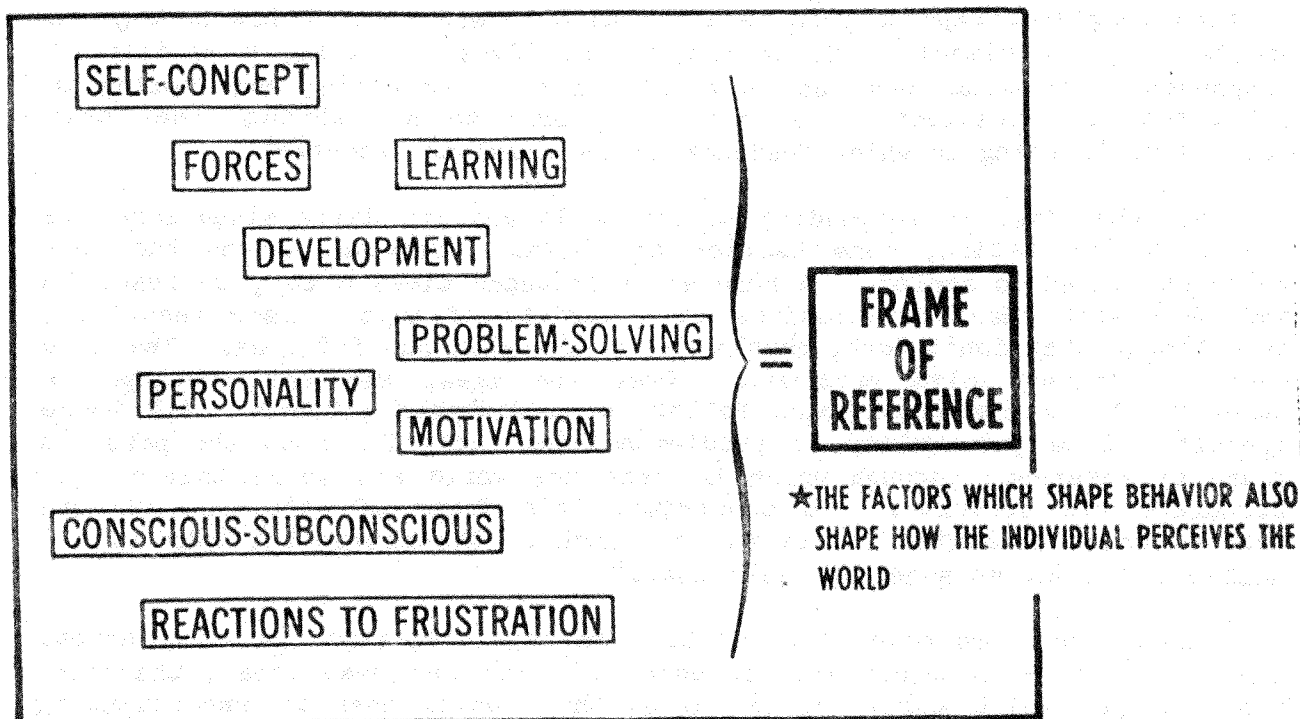 SELF-CONCEPT
FORCES
LEARNING
DEVELOPMENT
PROBLEM-SOLVING
PERSONALITY
MOTIVATION
CONSCIOUS-SUBCONSCIOUS
REACTIONS TO FRUSTRATION
=
FRAME
OF
REFERENCE
★THE FACTORS WHICH SHAPE BEHAVIOR ALSO
SHAPE HOW THE INDIVIDUAL PERCEIVES THE
WORLD